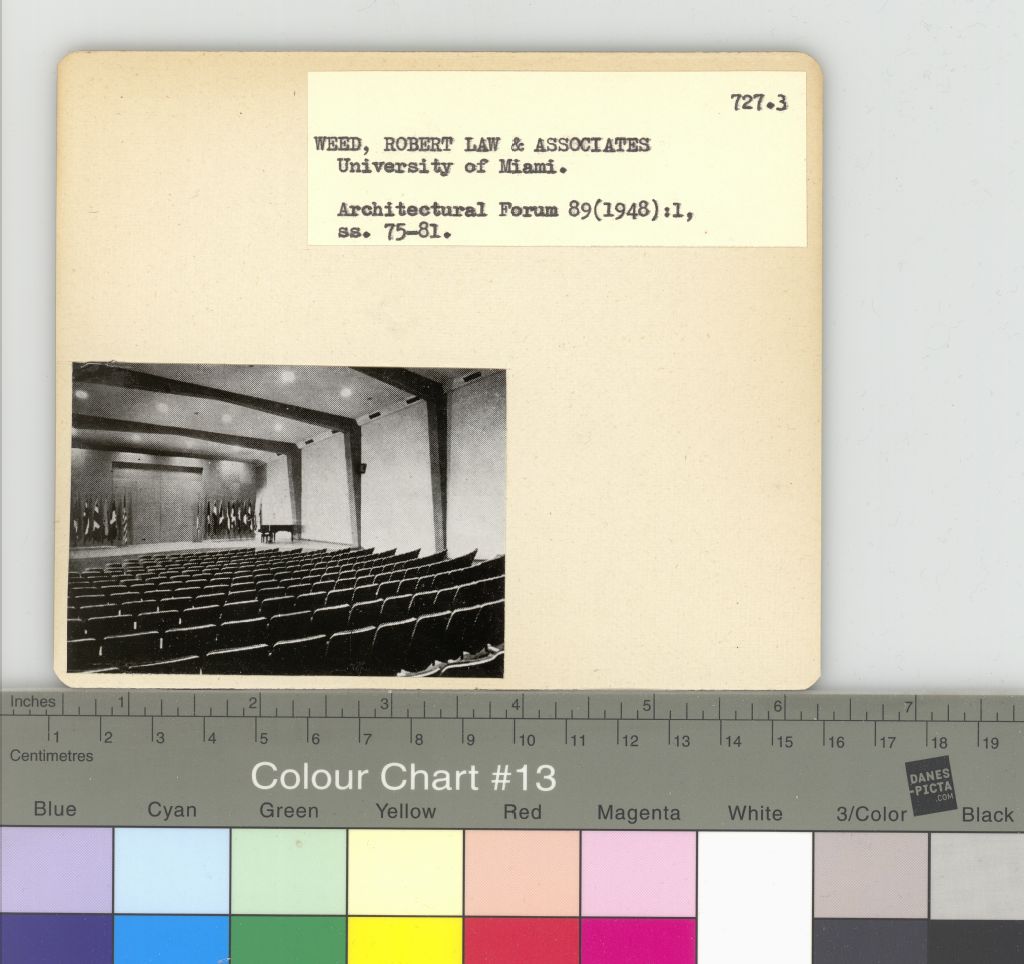 727.3
WEED, ROBERT LAW & ASSOCIATES
University of Miami.
Architectural Forum 89(1948):1,
ss. 75-81.
Inches 1 2 3 4 5 6 7
1 2 3 4 5 6 7 8 9 10 11 12 13 14 15 16 17 18 19
Centimetres
Colour Chart #13
DANES
-PICTA
.COM
Blue Cyan Green Yellow Red Magenta White 3/Color Black